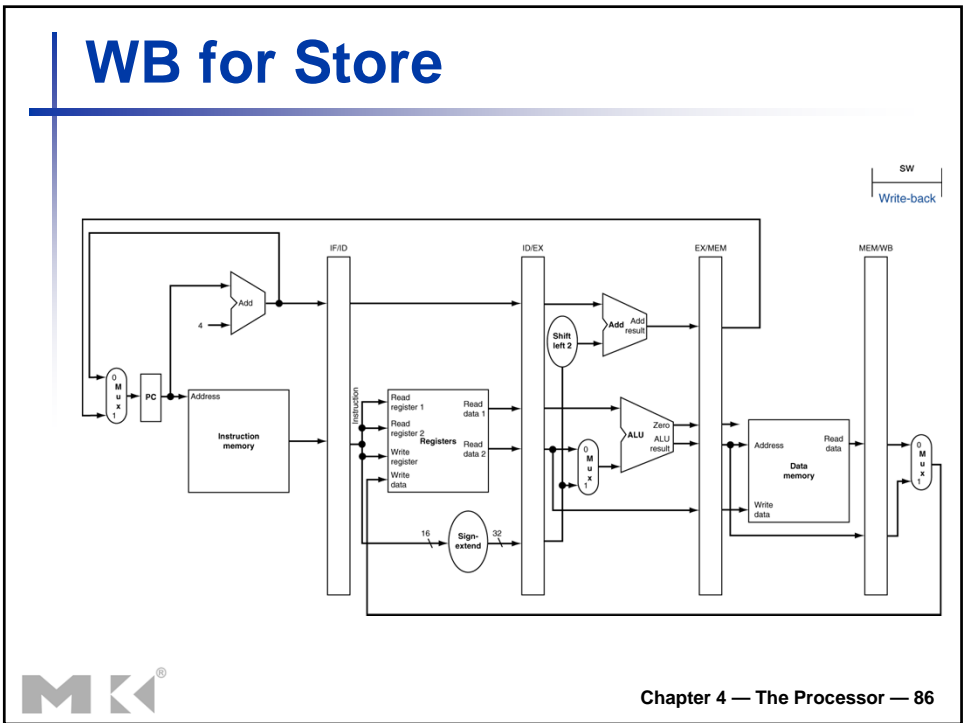 WB for Store
SW
Write-back
IF/ID
ID/EX
EX/MEM
MEM/WB
Add
4
Shift
left 2
Add
Add
result
0
M
u
x
1
PC
Address
Instruction
memory
Instruction
Read
register 1
Read
register 2
Write
register
Write
data
Registers
Read
data 1
Read
data 2
16
Sign-
extend
32
0
M
u
x
1
ALU
Zero
ALU
result
Address
Write
data
Data
memory
Read
data
0
M
u
x
1
MK®
Chapter 4 — The Processor — 86